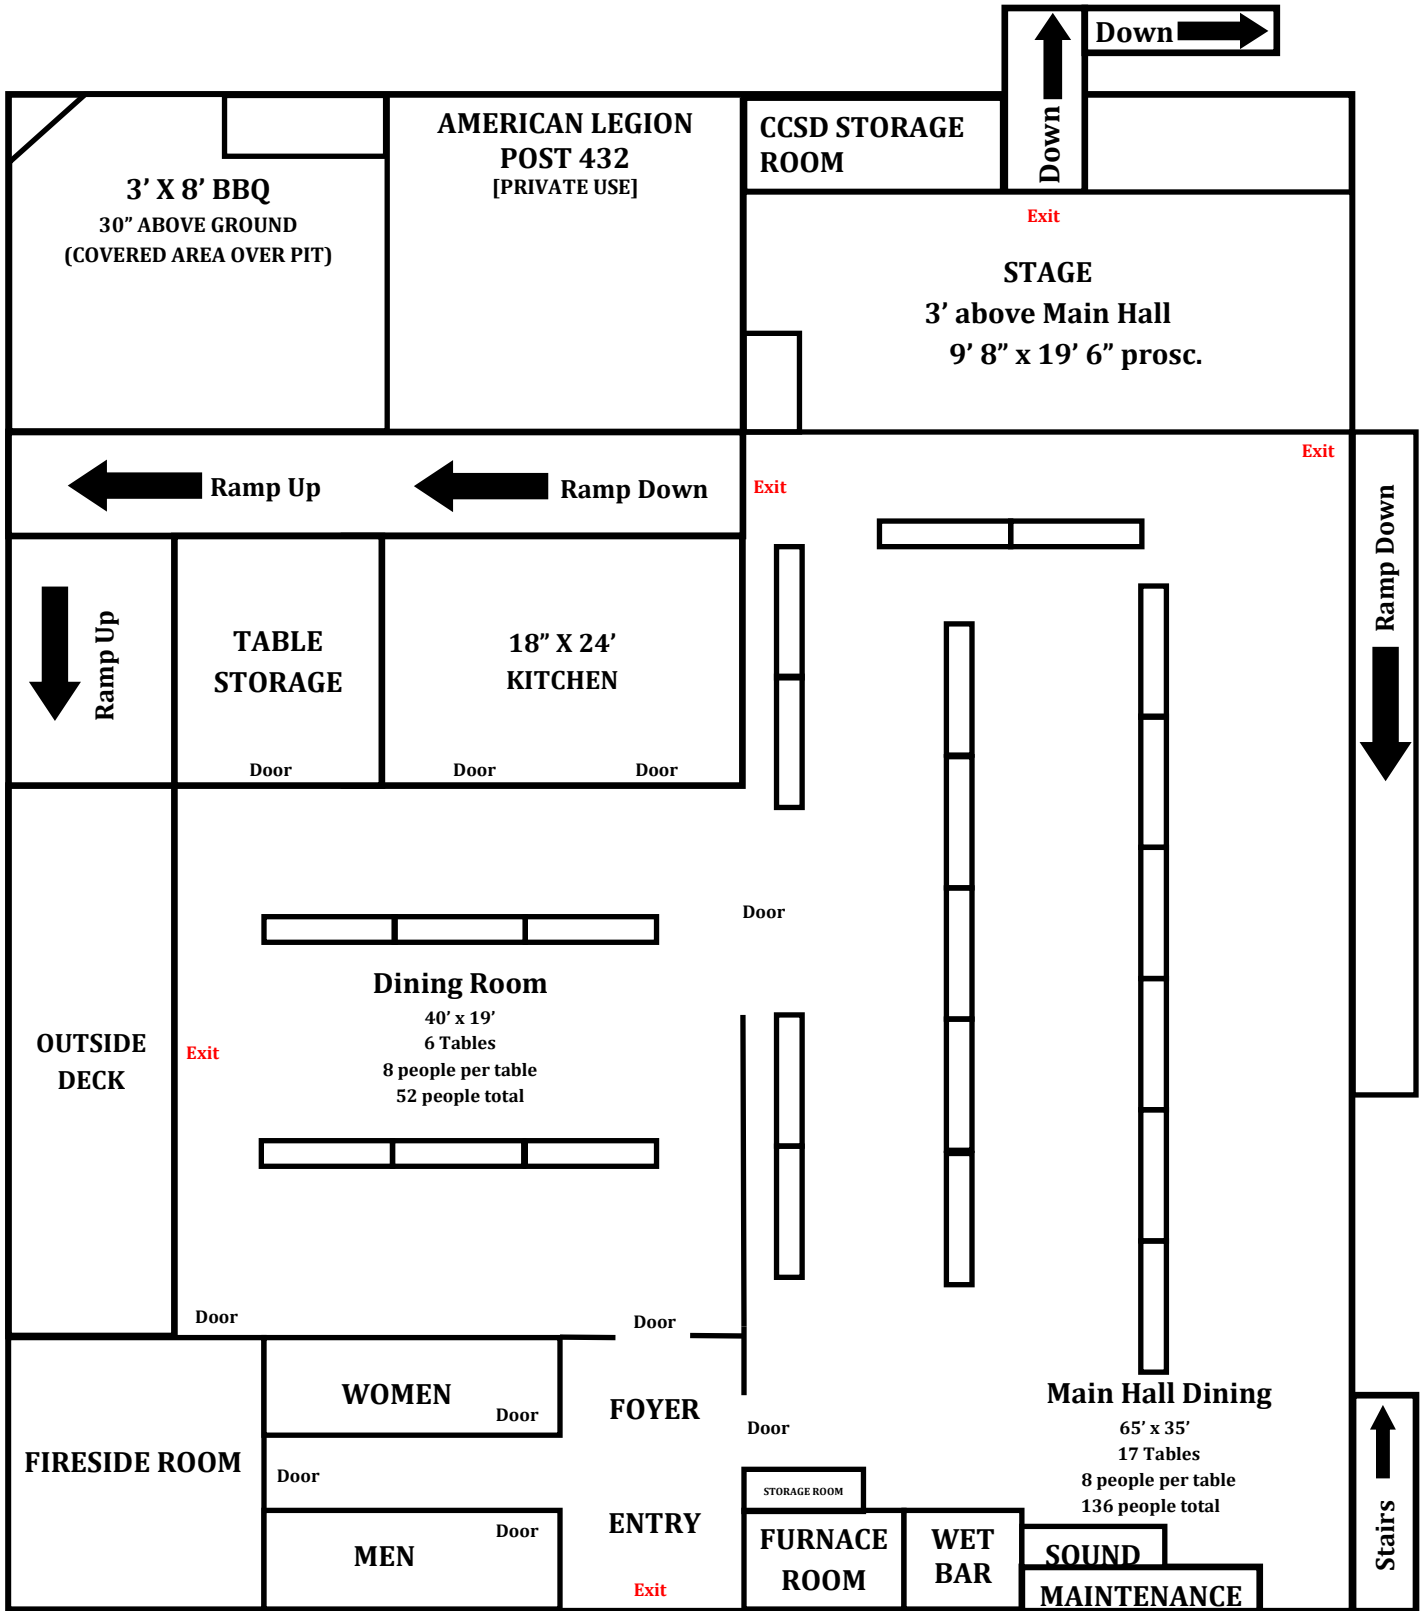 Down
Down
3’ X 8’ BBQ
30” ABOVE GROUND
(COVERED AREA OVER PIT)
AMERICAN LEGION
POST 432
[PRIVATE USE]
CCSD STORAGE
ROOM
Exit
STAGE
3’ above Main Hall
9’ 8” x 19’ 6” prosc.
Ramp Up
Ramp Down
Exit
Exit
Ramp Down
Ramp Up
TABLE
STORAGE
Door
18” X 24’
KITCHEN
Door
Door
Door
Dining Room
40’ x 19’
6 Tables
8 people per table
52 people total
OUTSIDE
DECK
Exit
Door
Door
WOMEN
Door
FOYER
Door
Main Hall Dining
65’ x 35’
17 Tables
8 people per table
136 people total
FIRESIDE ROOM
Door
MEN
Door
ENTRY
Exit
STORAGE ROOM
FURNACE
ROOM
WET
BAR
SOUND
MAINTENANCE
Stairs